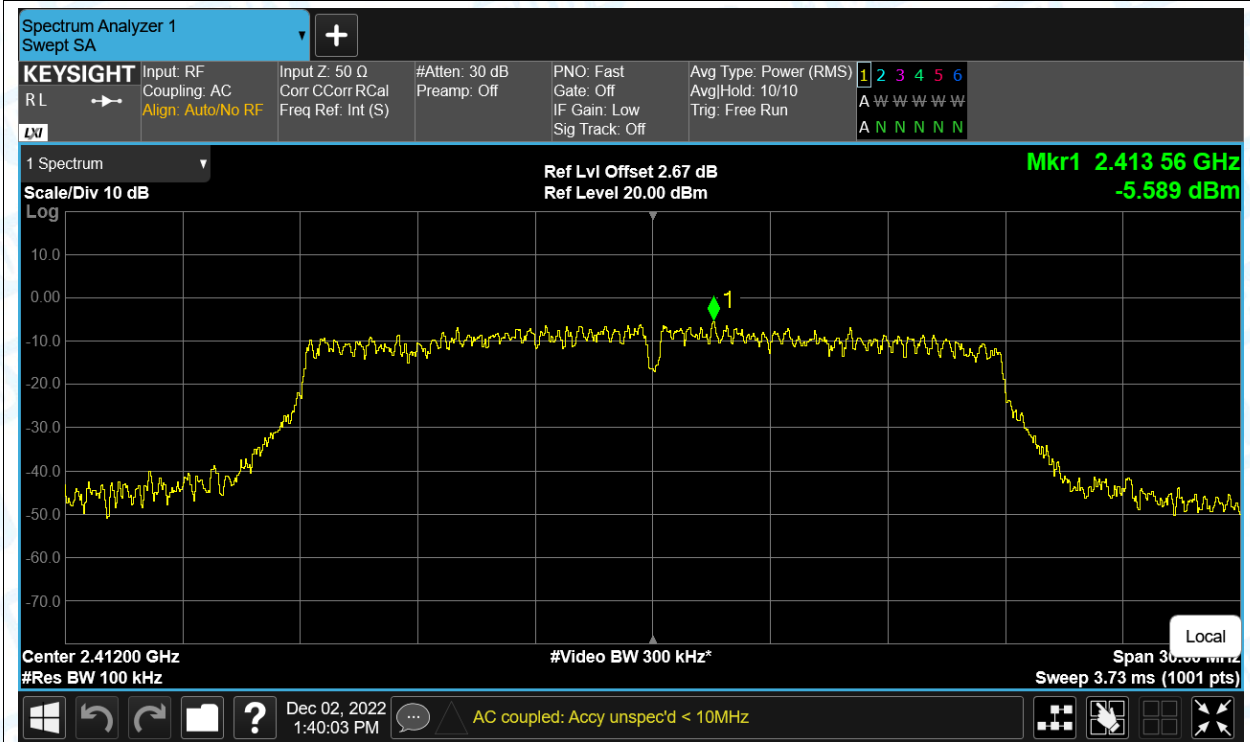 Spectrum Analyzer 1
Swept SA
KEYSIGHT
R L
LXI
Input: RF
Coupling: AC
Align: Auto/No RF
Input Z: 50 Ω
Corr CCorr RCal
Freq Ref: Int (S)
#Atten: 30 dB
Preamp: Off
PNO: Fast
Gate: Off
IF Gain: Low
Sig Track: Off
Avg Type: Power (RMS)
Avg|Hold: 10/10
Trig: Free Run
1 2 3 4 5 6
A W W W W W
A N N N N N
1 Spectrum
Scale/Div 10 dB
Log
Ref Lvl Offset 2.67 dB
Ref Level 20.00 dBm
Mkr1 2.413 56 GHz
-5.589 dBm
10.0
0.00
-10.0
-20.0
-30.0
-40.0
-50.0
-60.0
-70.0
1
Local
Center 2.41200 GHz
#Res BW 100 kHz
#Video BW 300 kHz*
Span 30.00 MHz
Sweep 3.73 ms (1001 pts)
?
Dec 02, 2022
1:40:03 PM
AC coupled: Accy unspec'd < 10MHz